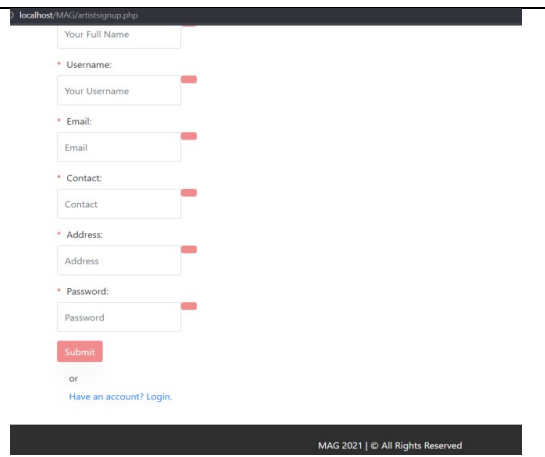 localhost/MAG/artistsignup.php
Your Full Name
* Username:
Your Username
* Email:
Email
* Contact:
Contact
* Address:
Address
* Password:
Password
Submit
or
Have an account? Login.
MAG 2021 | © All Rights Reserved